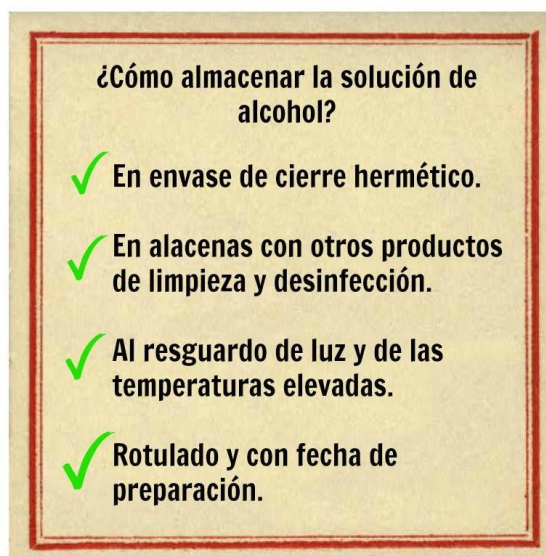 ¿Cómo almacenar la solución de
alcohol?
En envase de cierre hermético.
En alacenas con otros productos
de limpieza y desinfección.
Al resguardo de luz y de las
temperaturas elevadas.
Rotulado y con fecha de
preparación.